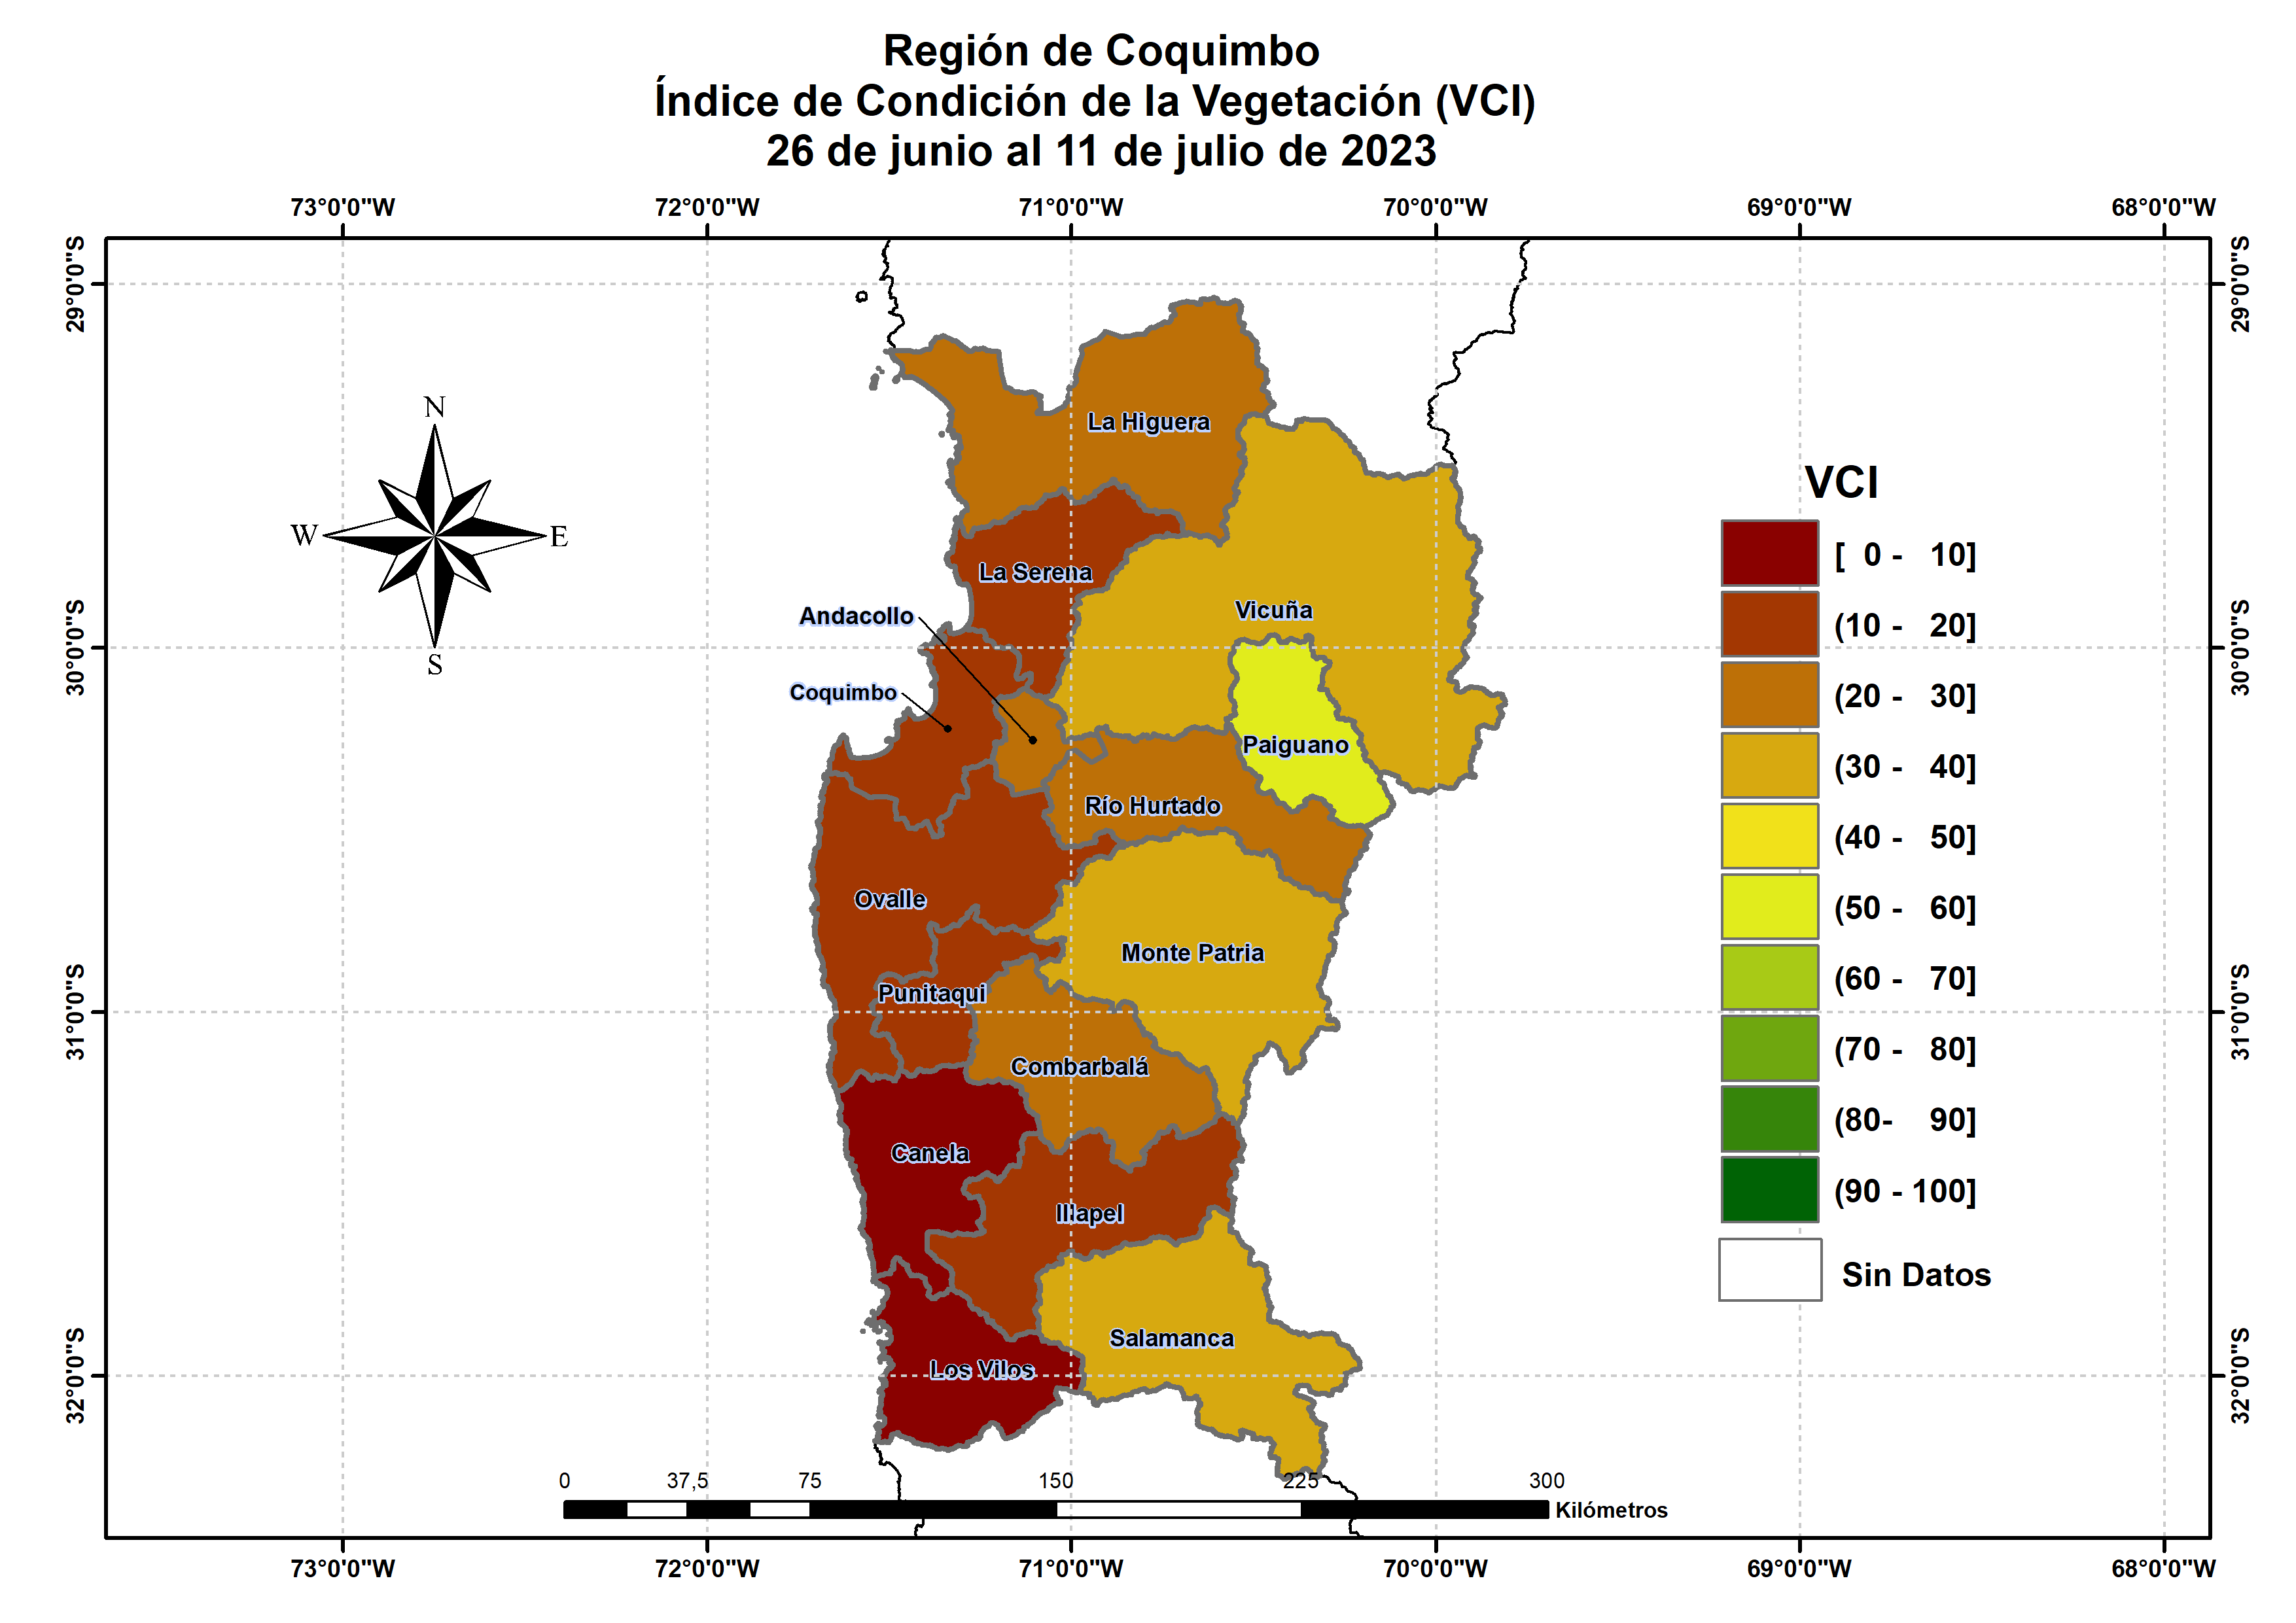 Región de Coquimbo
Índice de Condición de la Vegetación (VCI)
26 de junio al 11 de julio de 2023
73°0'0"W 72°0'0"W 71°0'0"W 70°0'0"W 69°0'0"W 68°0'0"W
29°0'0"S 29°0'0"S
30°0'0"S 30°0'0"S
31°0'0"S 31°0'0"S
32°0'0"S 32°0'0"S
N
W E
S
La Higuera
La Serena
Andacollo
Vicuña
Coquimbo
Paiguano
Río Hurtado
Ovalle
Monte Patria
Punitaqui
Combarbalá
Canela
Illapel
Salamanca
Los Vilos
VCI
[ 0 - 10]
(10 - 20]
(20 - 30]
(30 - 40]
(40 - 50]
(50 - 60]
(60 - 70]
(70 - 80]
(80- 90]
(90 - 100]
Sin Datos
0 37,5 75 150 225 300
Kilómetros
73°0'0"W 72°0'0"W 71°0'0"W 70°0'0"W 69°0'0"W 68°0'0"W